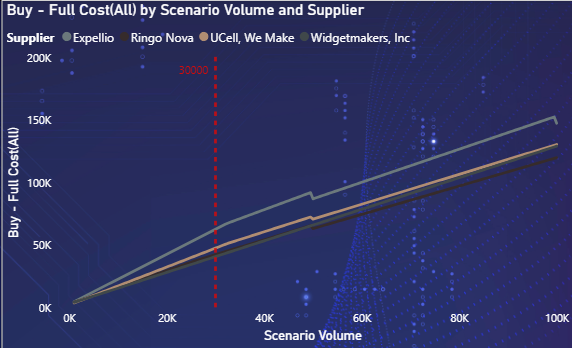 Buy - Full Cost(All) by Scenario Volume and Supplier
Supplier Expellio Ringo Nova UCell, We Make Widgetmakers, Inc
200K
30000
150K
100K
50K
0K
Buy - Full Cost(All)
0K 20K 40K 60K 80K 100K
Scenario Volume